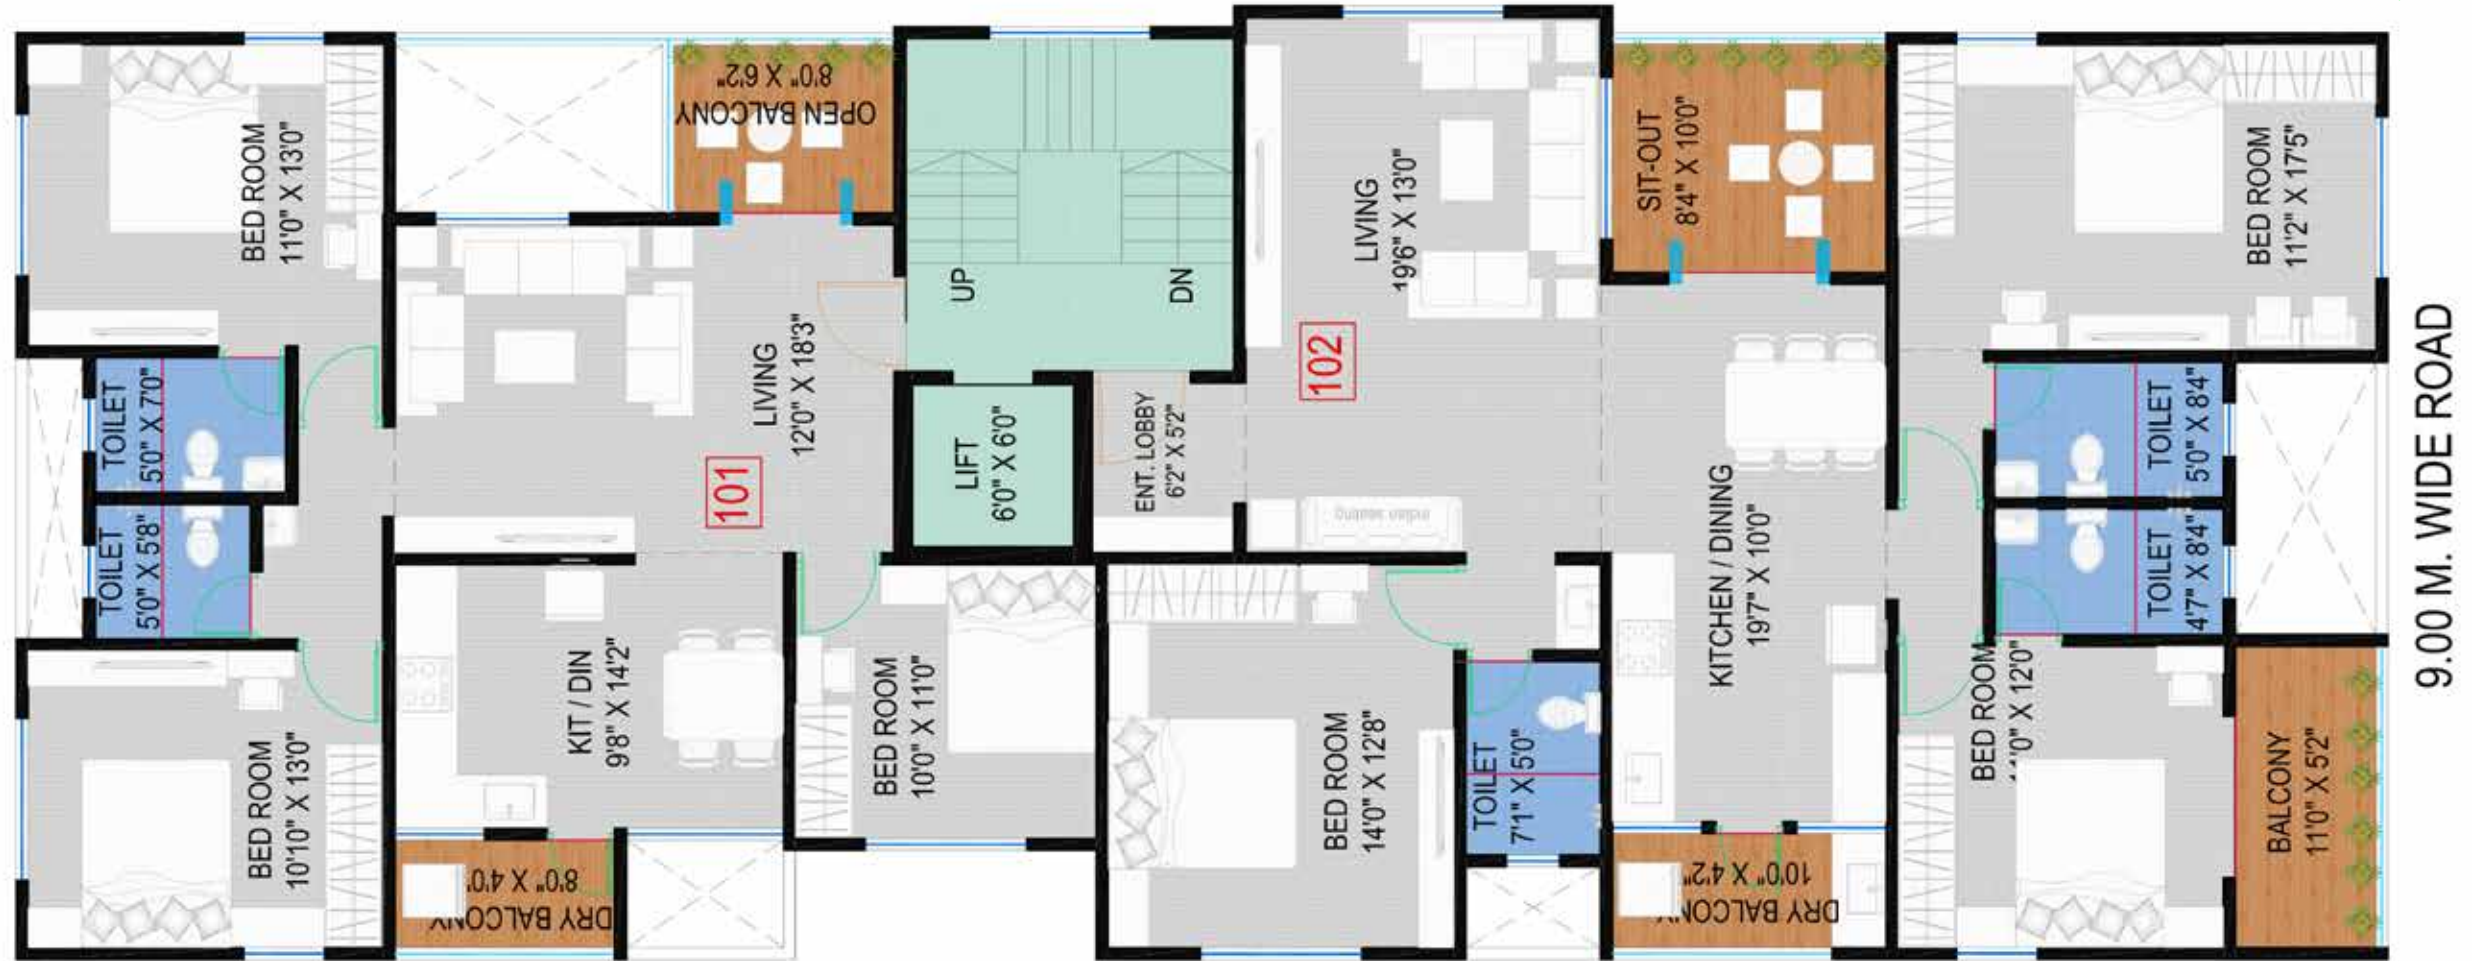 BED ROOM
11'0" X 13'0"
OPEN BALCONY
8'0" X 6'2"
SIT-OUT
8'4" X 10'0"
BED ROOM
11'2" X 17'5"
LIVING
19'6" X 13'0"
UP
DN
LIVING
12'0" X 18'3"
102
TOILET
5'0" X 7'0"
101
LIFT
6'0" X 6'0"
ENT. LOBBY
6'2" X 5'2"
Indian seating
TOILET
5'0" X 8'4"
TOILET
5'0" X 5'8"
KITCHEN / DINING
19'7" X 10'0"
TOILET
4'7" X 8'4"
9.00 M. WIDE ROAD
BED ROOM
10'10" X 13'0"
KIT / DIN
9'8" X 14'2"
BED ROOM
10'0" X 11'0"
BED ROOM
14'0" X 12'8"
TOILET
7'1" X 5'0"
BED ROOM
X 12'0"
BALCONY
11'0" X 5'2"
DRY BALCONY
8'0" X 4'0"
DRY BALCONY
10'0" X 4'2"